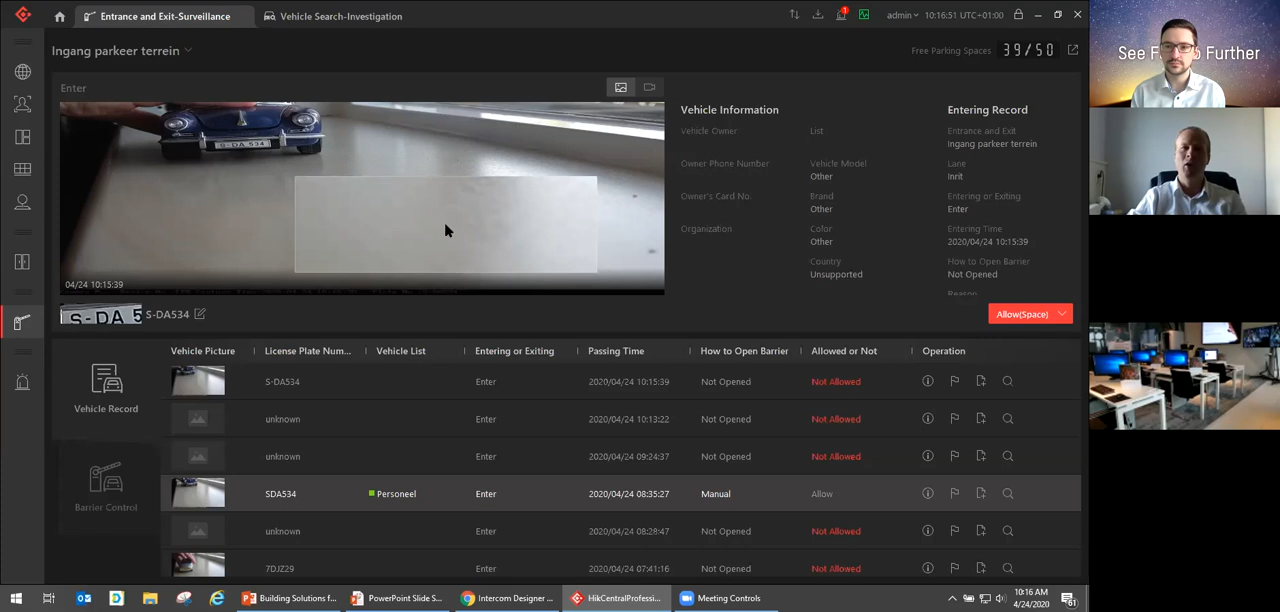 Entrance and Exit-Surveillance
Vehicle Search-Investigation
1
admin
10:16:51 UTC+01:00
Ingang parkeer terrein
Free Parking Spaces
39/50
Enter
S-DA 534
04/24 10:15:39
S-DA 5
S-DA534
Vehicle Information
Vehicle Owner
List
Owner Phone Number
Vehicle Model
Other
Owner's Card No.
Brand
Other
Organization
Color
Other
Country
Unsupported
Entering Record
Entrance and Exit
Ingang parkeer terrein
Lane
Inrit
Entering or Exiting
Enter
Entering Time
2020/04/24 10:15:39
How to Open Barrier
Not Opened
Reason
Allow(Space)
Vehicle Record
Barrier Control
Vehicle Picture License Plate Num... Vehicle List Entering or Exiting Passing Time How to Open Barrier Allowed or Not Operation
S-DA534 Enter 2020/04/24 10:15:39 Not Opened Not Allowed
unknown Enter 2020/04/24 10:13:22 Not Opened Not Allowed
unknown Enter 2020/04/24 09:24:37 Not Opened Not Allowed
SDA534 Personeel Enter 2020/04/24 08:35:27 Manual Allow
unknown Enter 2020/04/24 08:28:47 Not Opened Not Allowed
7DJZ29 Enter 2020/04/24 07:41:16 Not Opened Not Allowed
Building Solutions f...
PowerPoint Slide S...
Intercom Designer ...
HikCentralProfessi...
Meeting Controls
10:16 AM
4/24/2020
61
See F
Further